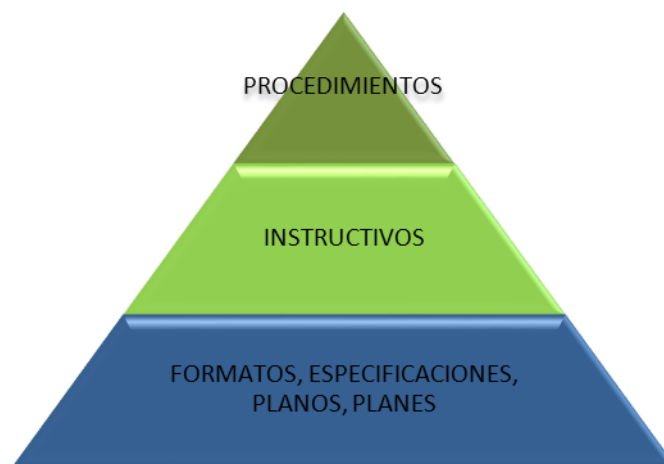 PROCEDIMIENTOS
INSTRUCTIVOS
FORMATOS, ESPECIFICACIONES,
PLANOS, PLANES